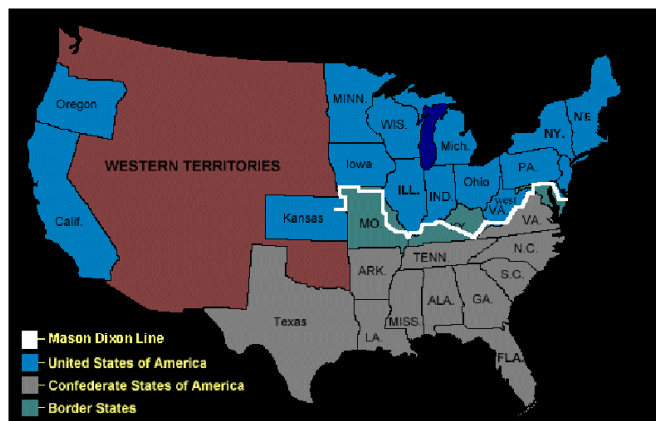 Oregon
MINN.
WIS.
Mich.
NY.
NE
WESTERN TERRITORIES
Iowa
ILL.
IND.
Ohio
PA.
west
VA.
Calif.
Kansas
MO
KY.
VA.
TENN.
N.C.
ARK.
S.C.
Texas
LA.
MISS.
ALA.
GA.
FLA.
Mason Dixon Line
United States of America
Confederate States of America
Border States